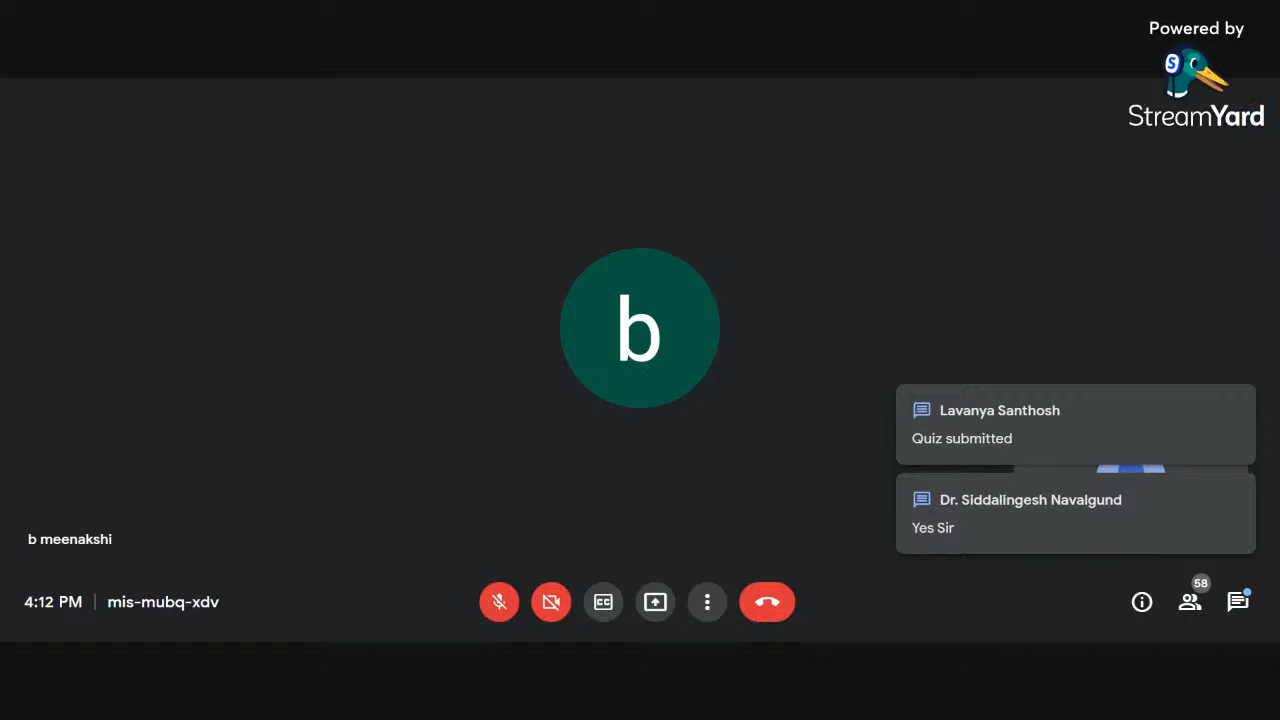 Powered by
S
StreamYard
b
Lavanya Santhosh
Quiz submitted
Dr. Siddalingesh Navalgund
Yes Sir
b meenakshi
58
4:12 PM | mis-mubq-xdv
CC